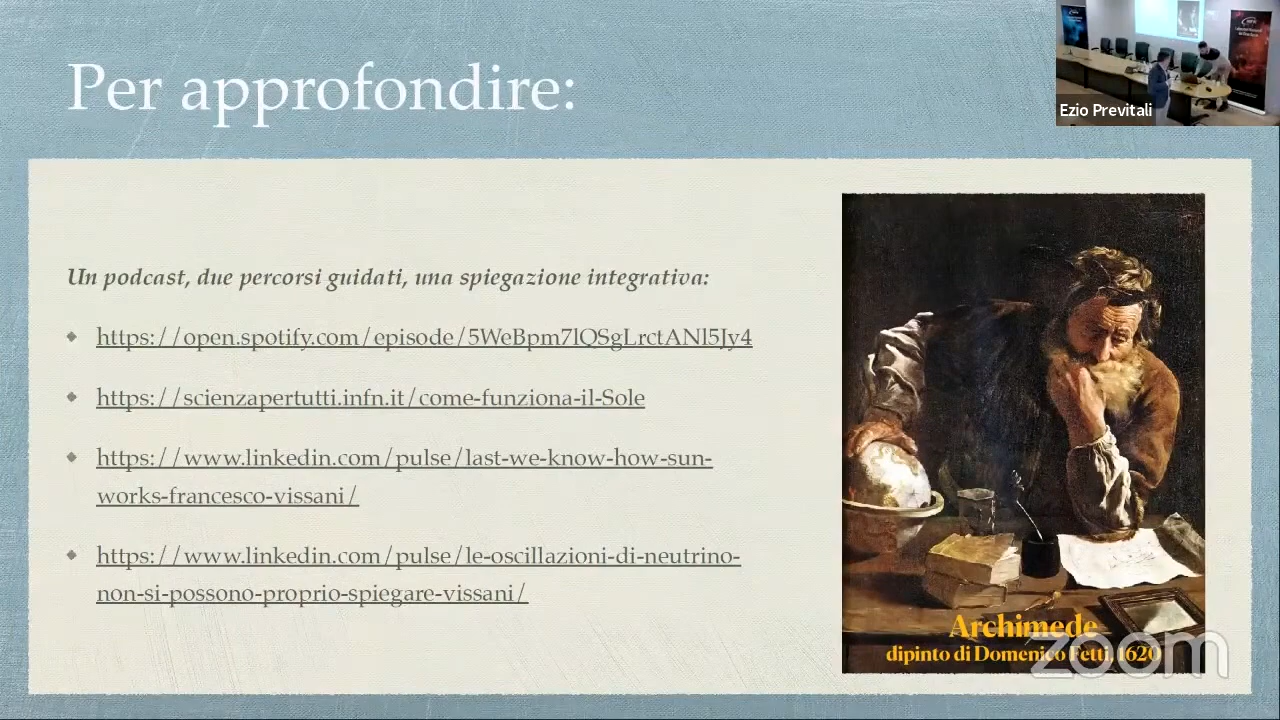 Per approfondire:
Ezio Previtali
Un podcast, due percorsi guidati, una spiegazione integrativa:
https://open.spotify.com/episode/5WeBpm7lQSgLrctANl5Jy4
https://scienzapertutti.infn.it/come-funziona-il-Sole
https://www.linkedin.com/pulse/last-we-know-how-sun-
works-francesco-vissani/
https://www.linkedin.com/pulse/le-oscillazioni-di-neutrino-
non-si-possono-proprio-spiegare-vissani/
Archimede
dipinto di Domenico Fetti, 1620
zoom